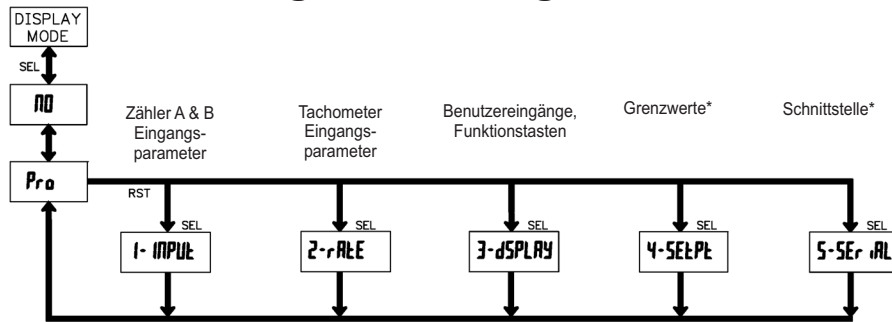 DISPLAY
MODE
SEL
NO
Pro
RST
Zähler A & B
Eingangs-
parameter
Tachometer
Eingangs-
parameter
Benutzereingänge,
Funktionstasten
Grenzwerte*
Schnittstelle*
SEL
1- INPUt
SEL
2-rAtE
SEL
3-dSPLAY
SEL
4-SEtPt
SEL
5-SEriAL